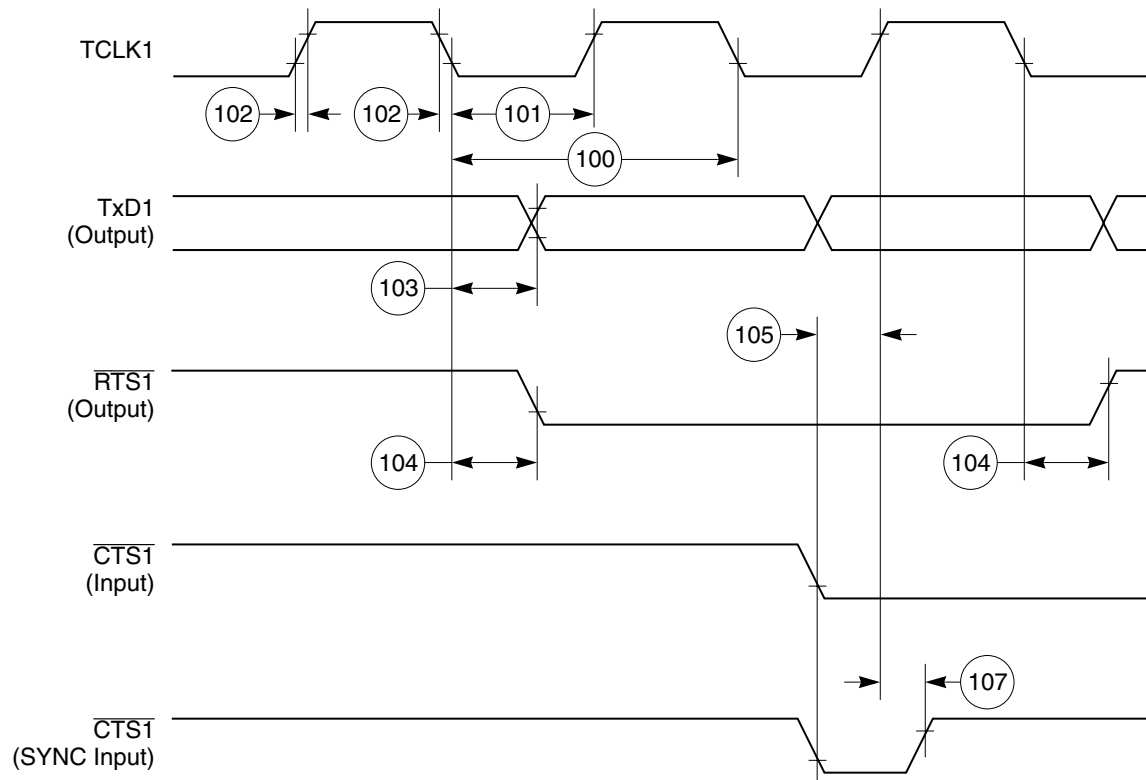 TCLK1
102
102
101
100
TxD1
(Output)
103
105
RTS1
(Output)
104
104
CTS1
(Input)
107
CTS1
(SYNC Input)